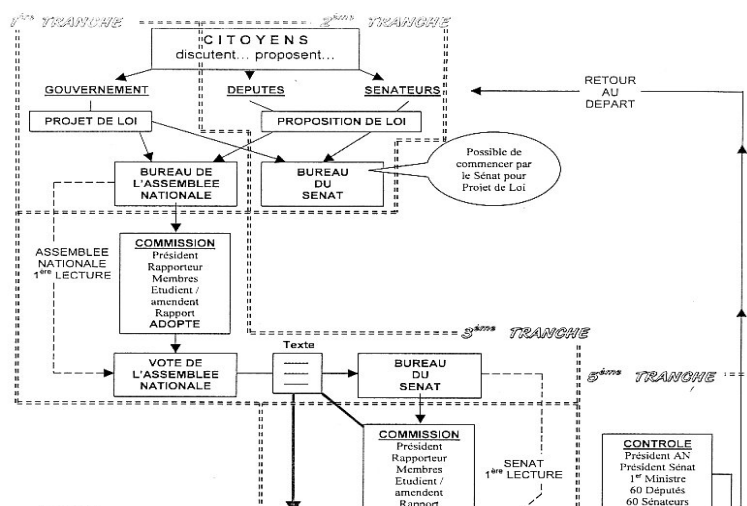 1ère TRANCHE
2ème TRANCHE
CITOYENS
discutent... proposent...
GOUVERNEMENT
DEPUTES
SENATEURS
RETOUR
AU
DEPART
PROJET DE LOI
PROPOSITION DE LOI
Possible de
commencer par
le Sénat pour
Projet de Loi
BUREAU DE
L'ASSEMBLEE
NATIONALE
BUREAU
DU
SENAT
ASSEMBLEE
NATIONALE
1ère LECTURE
COMMISSION
Président
Rapporteur
Membres
Etudient /
amendent
Rapport
ADOPTE
3ème TRANCHE
VOTE DE
L'ASSEMBLEE
NATIONALE
Texte
BUREAU
DU
SENAT
5ème TRANCHE
COMMISSION
Président
Rapporteur
Membres
Etudient /
amendent
Rapport
SENAT
1ère LECTURE
CONTROLE
Président AN
Président Sénat
1er Ministre
60 Députés
60 Sénateurs